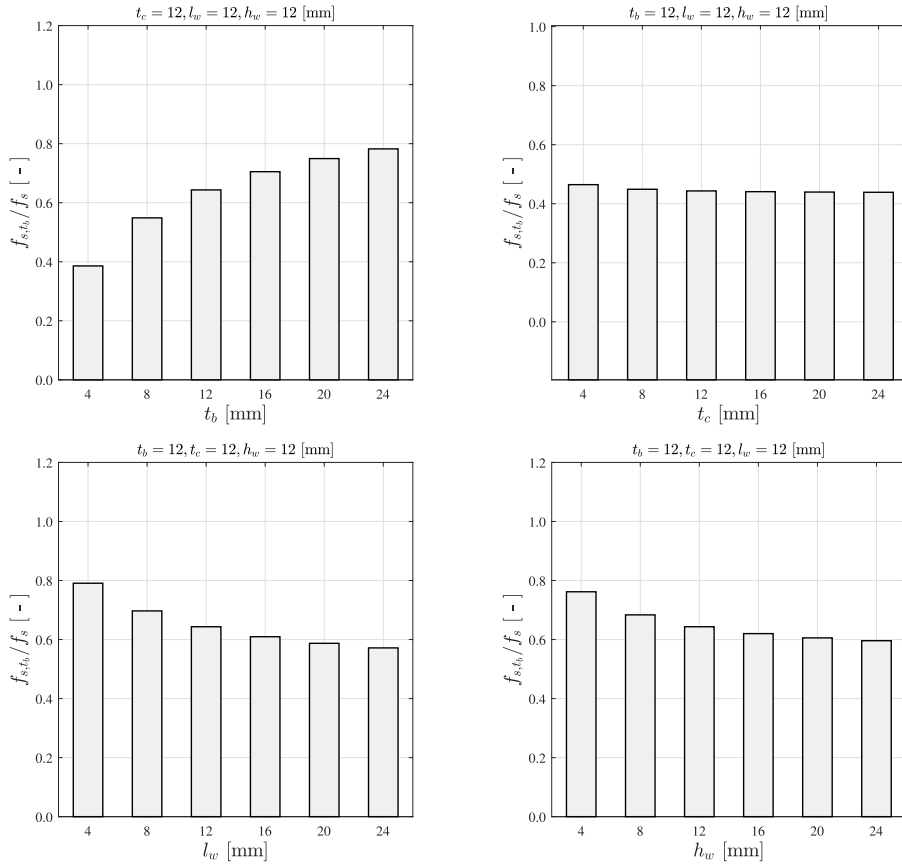 t_c = 12, l_w = 12, h_w = 12 [mm]
1.2
1.0
0.8
0.6
0.4
0.2
0.0
f_{s,t_b}/f_s [ - ]
4 8 12 16 20 24
t_b [mm]
t_b = 12, l_w = 12, h_w = 12 [mm]
1.0
0.8
0.6
0.4
0.2
0.0
f_{s,t_b}/f_s [ - ]
4 8 12 16 20 24
t_c [mm]
t_b = 12, t_c = 12, h_w = 12 [mm]
1.2
1.0
0.8
0.6
0.4
0.2
0.0
f_{s,t_b}/f_s [ - ]
4 8 12 16 20 24
l_w [mm]
t_b = 12, t_c = 12, l_w = 12 [mm]
1.2
1.0
0.8
0.6
0.4
0.2
0.0
f_{s,t_b}/f_s [ - ]
4 8 12 16 20 24
h_w [mm]